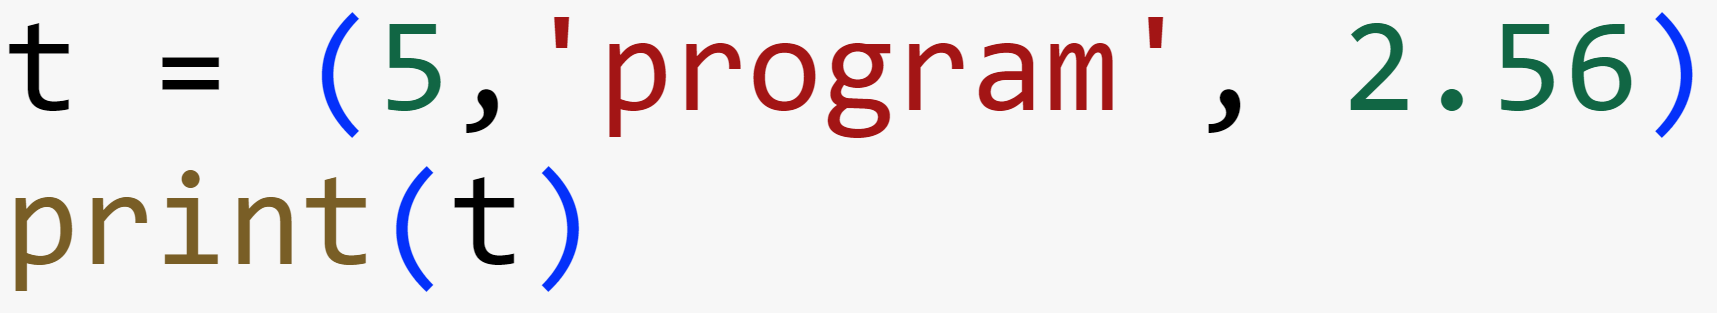 t = (5,'program', 2.56)
print(t)